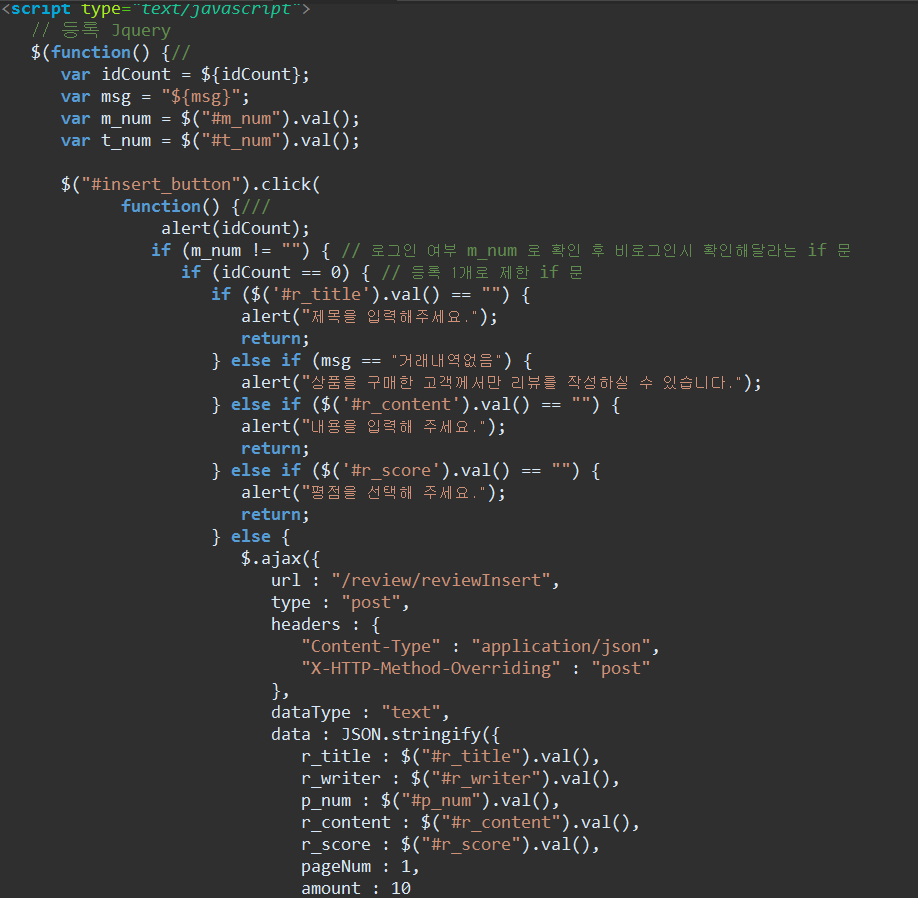 <script type="text/javascript">
// 등록 Jquery
$(function() {//
var idCount = ${idCount};
var msg = "${msg}";
var m_num = $("#m_num").val();
var t_num = $("#t_num").val();
$("#insert_button").click(
function() {///
alert(idCount);
if (m_num != "") { // 로그인 여부 m_num 로 확인 후 비로그인시 확인해달라는 if 문
if (idCount == 0) { // 등록 1개로 제한 if 문
if ($('#r_title').val() == "") {
alert("제목을 입력해주세요.");
return;
} else if (msg == "거래내역없음") {
alert("상품을 구매한 고객께서만 리뷰를 작성하실 수 있습니다.");
} else if ($('#r_content').val() == "") {
alert("내용을 입력해 주세요.");
return;
} else if ($('#r_score').val() == "") {
alert("평점을 선택해 주세요.");
return;
} else {
$.ajax({
url : "/review/reviewInsert",
type : "post",
headers : {
"Content-Type" : "application/json",
"X-HTTP-Method-Overriding" : "post"
},
dataType : "text",
data : JSON.stringify({
r_title : $("#r_title").val(),
r_writer : $("#r_writer").val(),
p_num : $("#p_num").val(),
r_content : $("#r_content").val(),
r_score : $("#r_score").val(),
pageNum : 1,
amount : 10